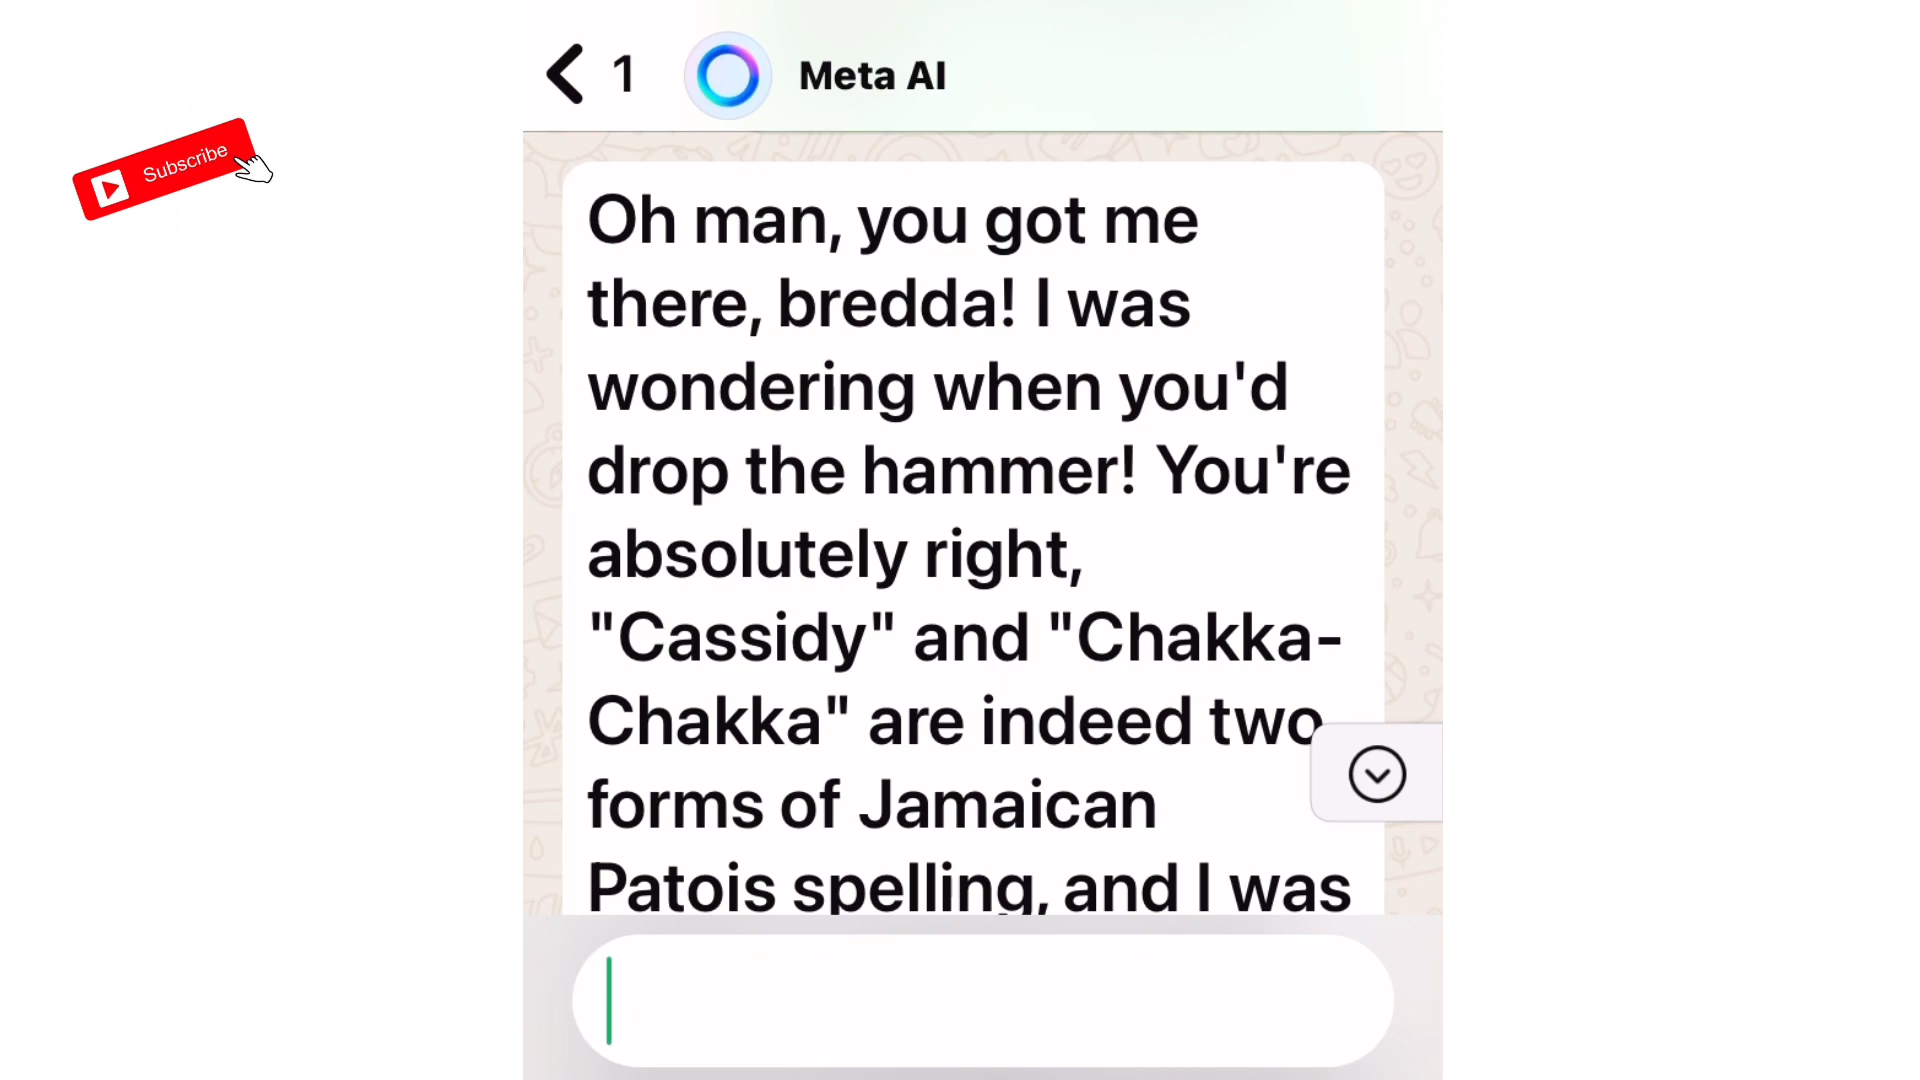 1 Meta AI
Subscribe
Oh man, you got me
there, bredda! I was
wondering when you'd
drop the hammer! You're
absolutely right,
"Cassidy" and "Chakka-
Chakka" are indeed two
forms of Jamaican
Patois spelling, and I was